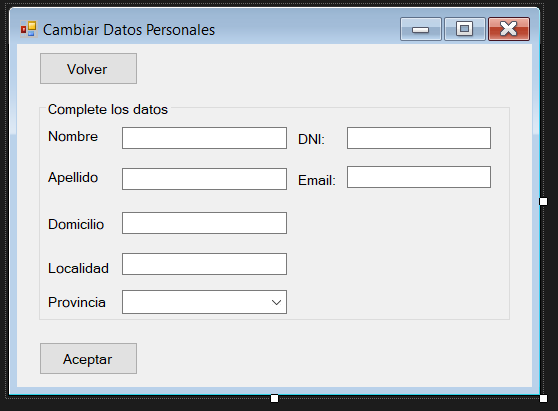 Cambiar Datos Personales
Volver
Complete los datos
Nombre DNI:
Apellido Email:
Domicilio
Localidad
Provincia
Aceptar